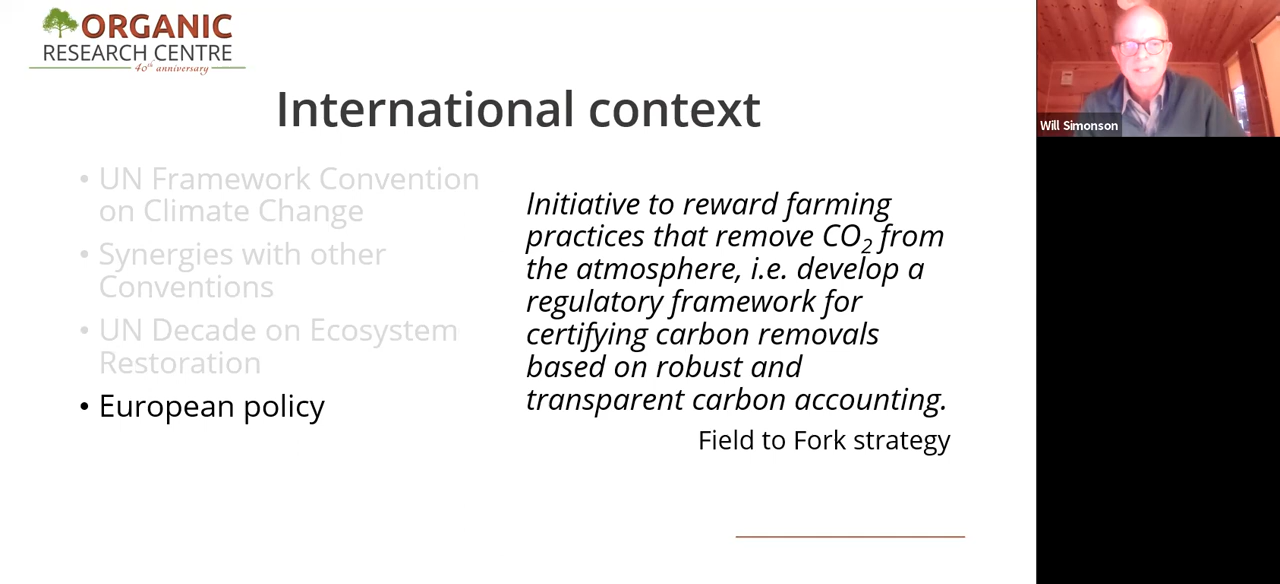 ORGANIC
RESEARCH CENTRE
40th anniversary
International context
• UN Framework Convention
on Climate Change
• Synergies with other
Conventions
• UN Decade on Ecosystem
Restoration
• European policy
Initiative to reward farming
practices that remove CO₂ from
the atmosphere, i.e. develop a
regulatory framework for
certifying carbon removals
based on robust and
transparent carbon accounting.
Field to Fork strategy
Will Simonson